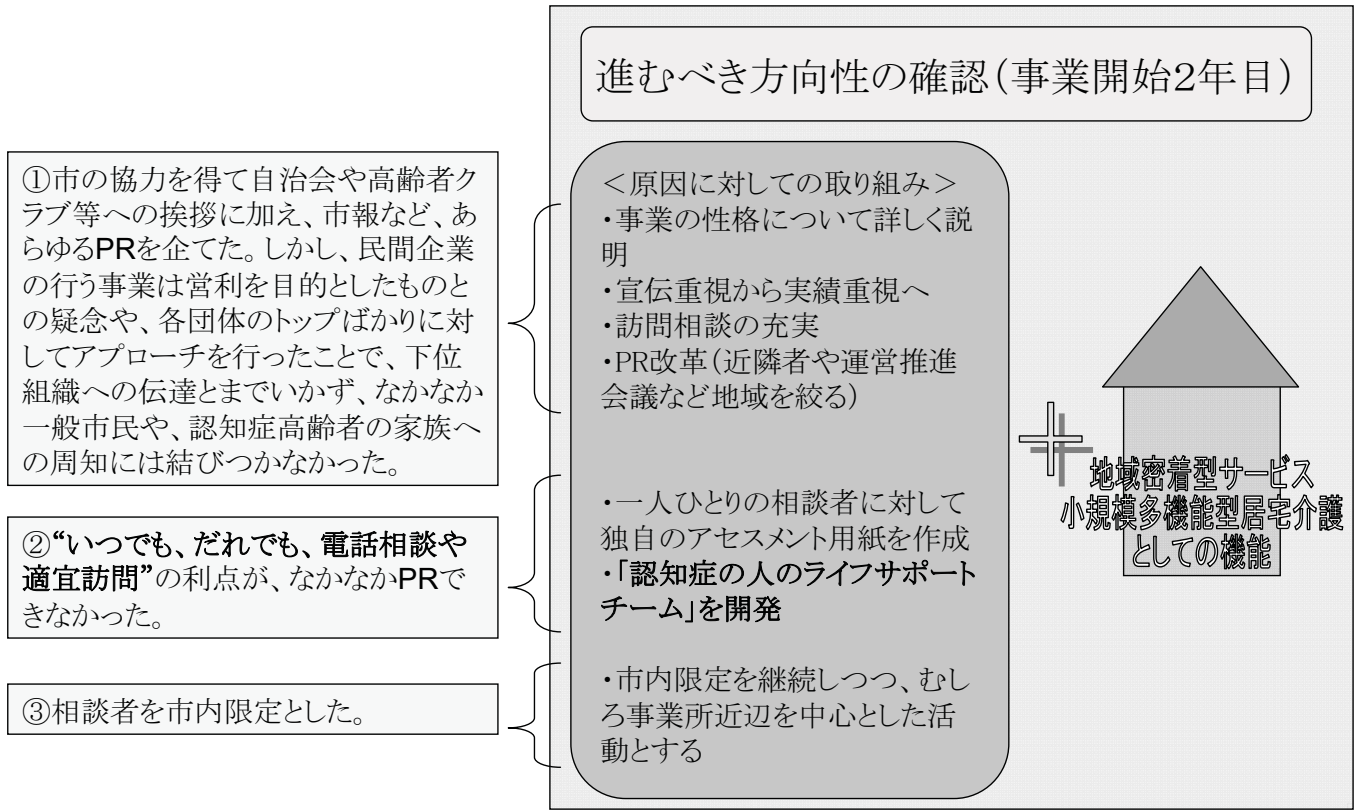 進むべき方向性の確認（事業開始２年目）
①市の協力を得て自治会や高齢者ク
ラブ等への挨拶に加え、市報など、あ
らゆるPRを企てた。しかし、民間企業
の行う事業は営利を目的としたものと
の疑念や、各団体のトップばかりに対
してアプローチを行ったことで、下位
組織への伝達とまでいかず、なかなか
一般市民や、認知症高齢者の家族へ
の周知には結びつかなかった。
②“いつでも、だれでも、電話相談や
適宜訪問”の利点が、なかなかPRで
きなかった。
③相談者を市内限定とした。
＜原因に対しての取り組み＞
・事業の性格について詳しく説
明
・宣伝重視から実績重視へ
・訪問相談の充実
・PR改革（近隣者や運営推進
会議など地域を絞る）
・一人ひとりの相談者に対して
独自のアセスメント用紙を作成
・「認知症の人のライフサポート
チーム」を開発
・市内限定を継続しつつ、むし
ろ事業所近辺を中心とした活
動とする
地域密着型サービス
小規模多機能型居宅介護
としての機能